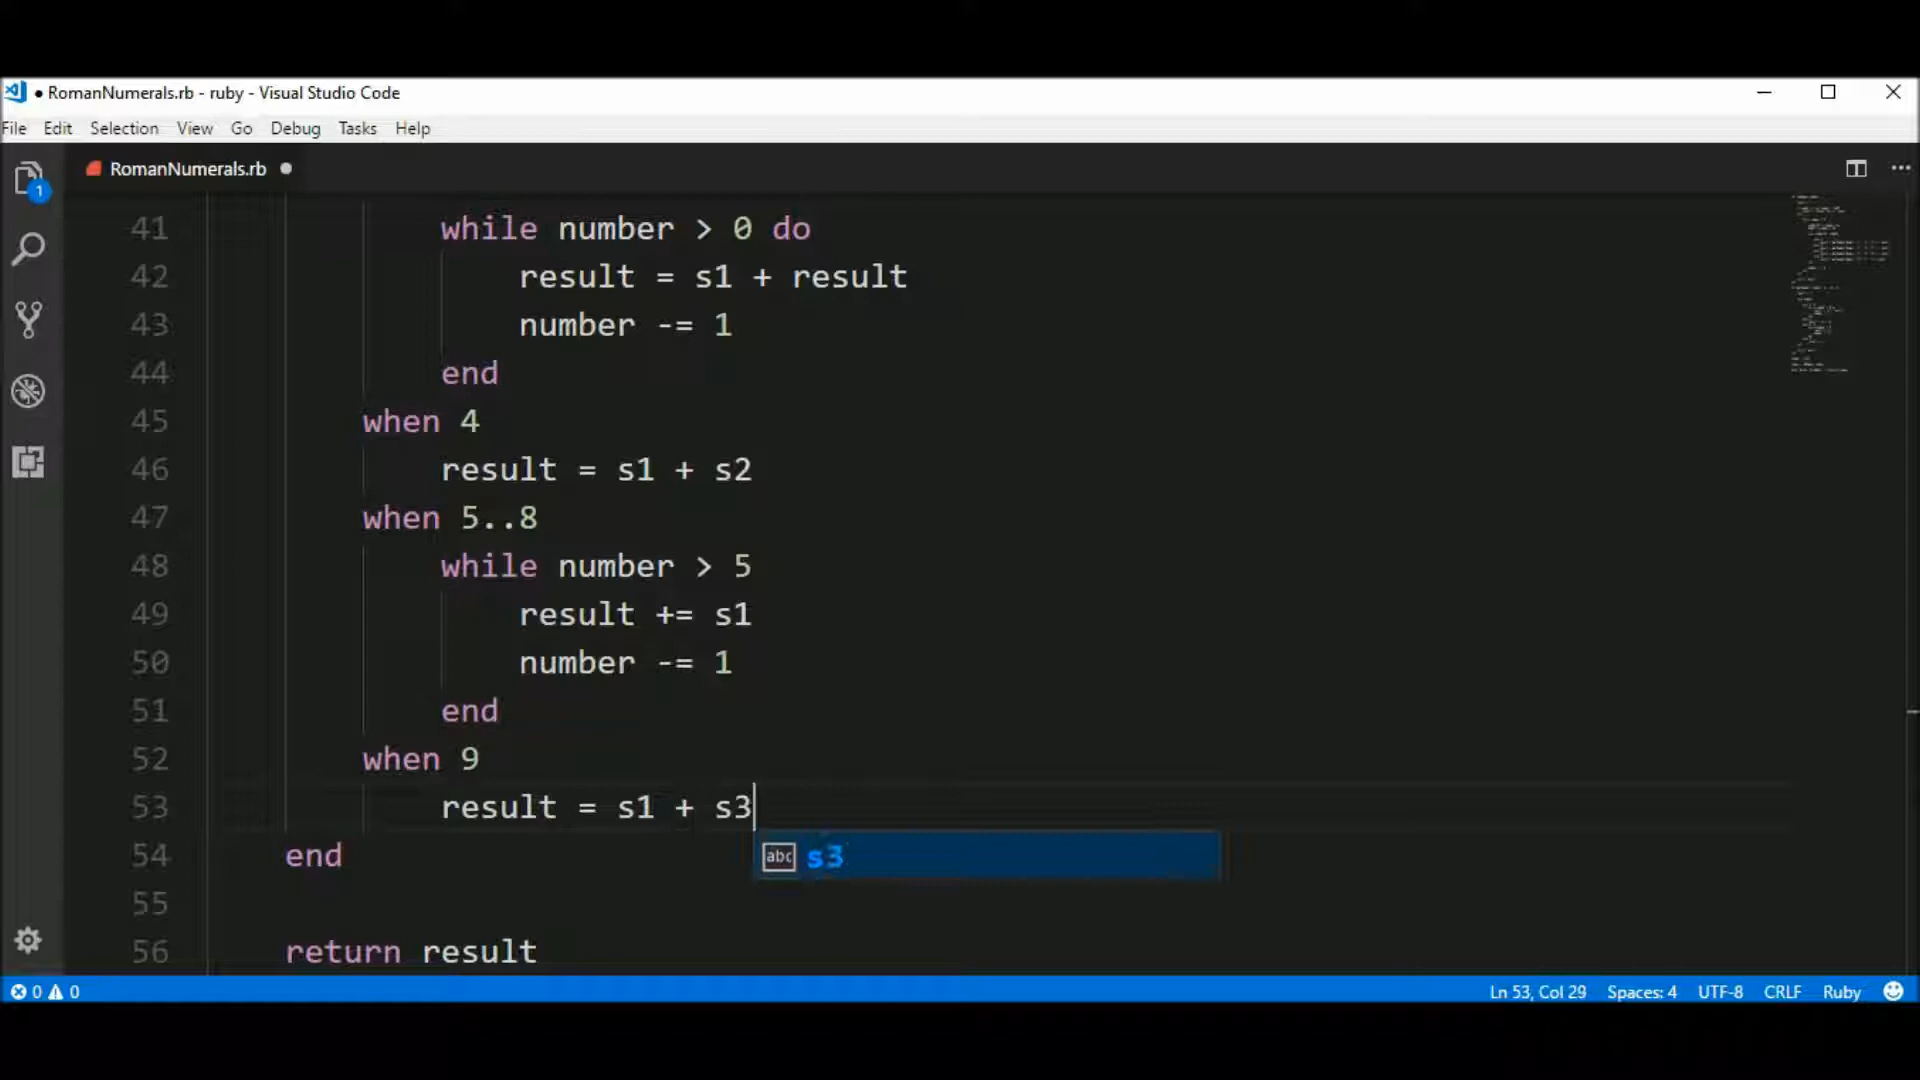 ● RomanNumerals.rb - ruby - Visual Studio Code
File Edit Selection View Go Debug Tasks Help
1
RomanNumerals.rb ●
41 while number > 0 do
42 result = s1 + result
43 number -= 1
44 end
45 when 4
46 result = s1 + s2
47 when 5..8
48 while number > 5
49 result += s1
50 number -= 1
51 end
52 when 9
53 result = s1 + s3
54 end
abc s3
55
56 return result
0 0 Ln 53, Col 29 Spaces: 4 UTF-8 CRLF Ruby